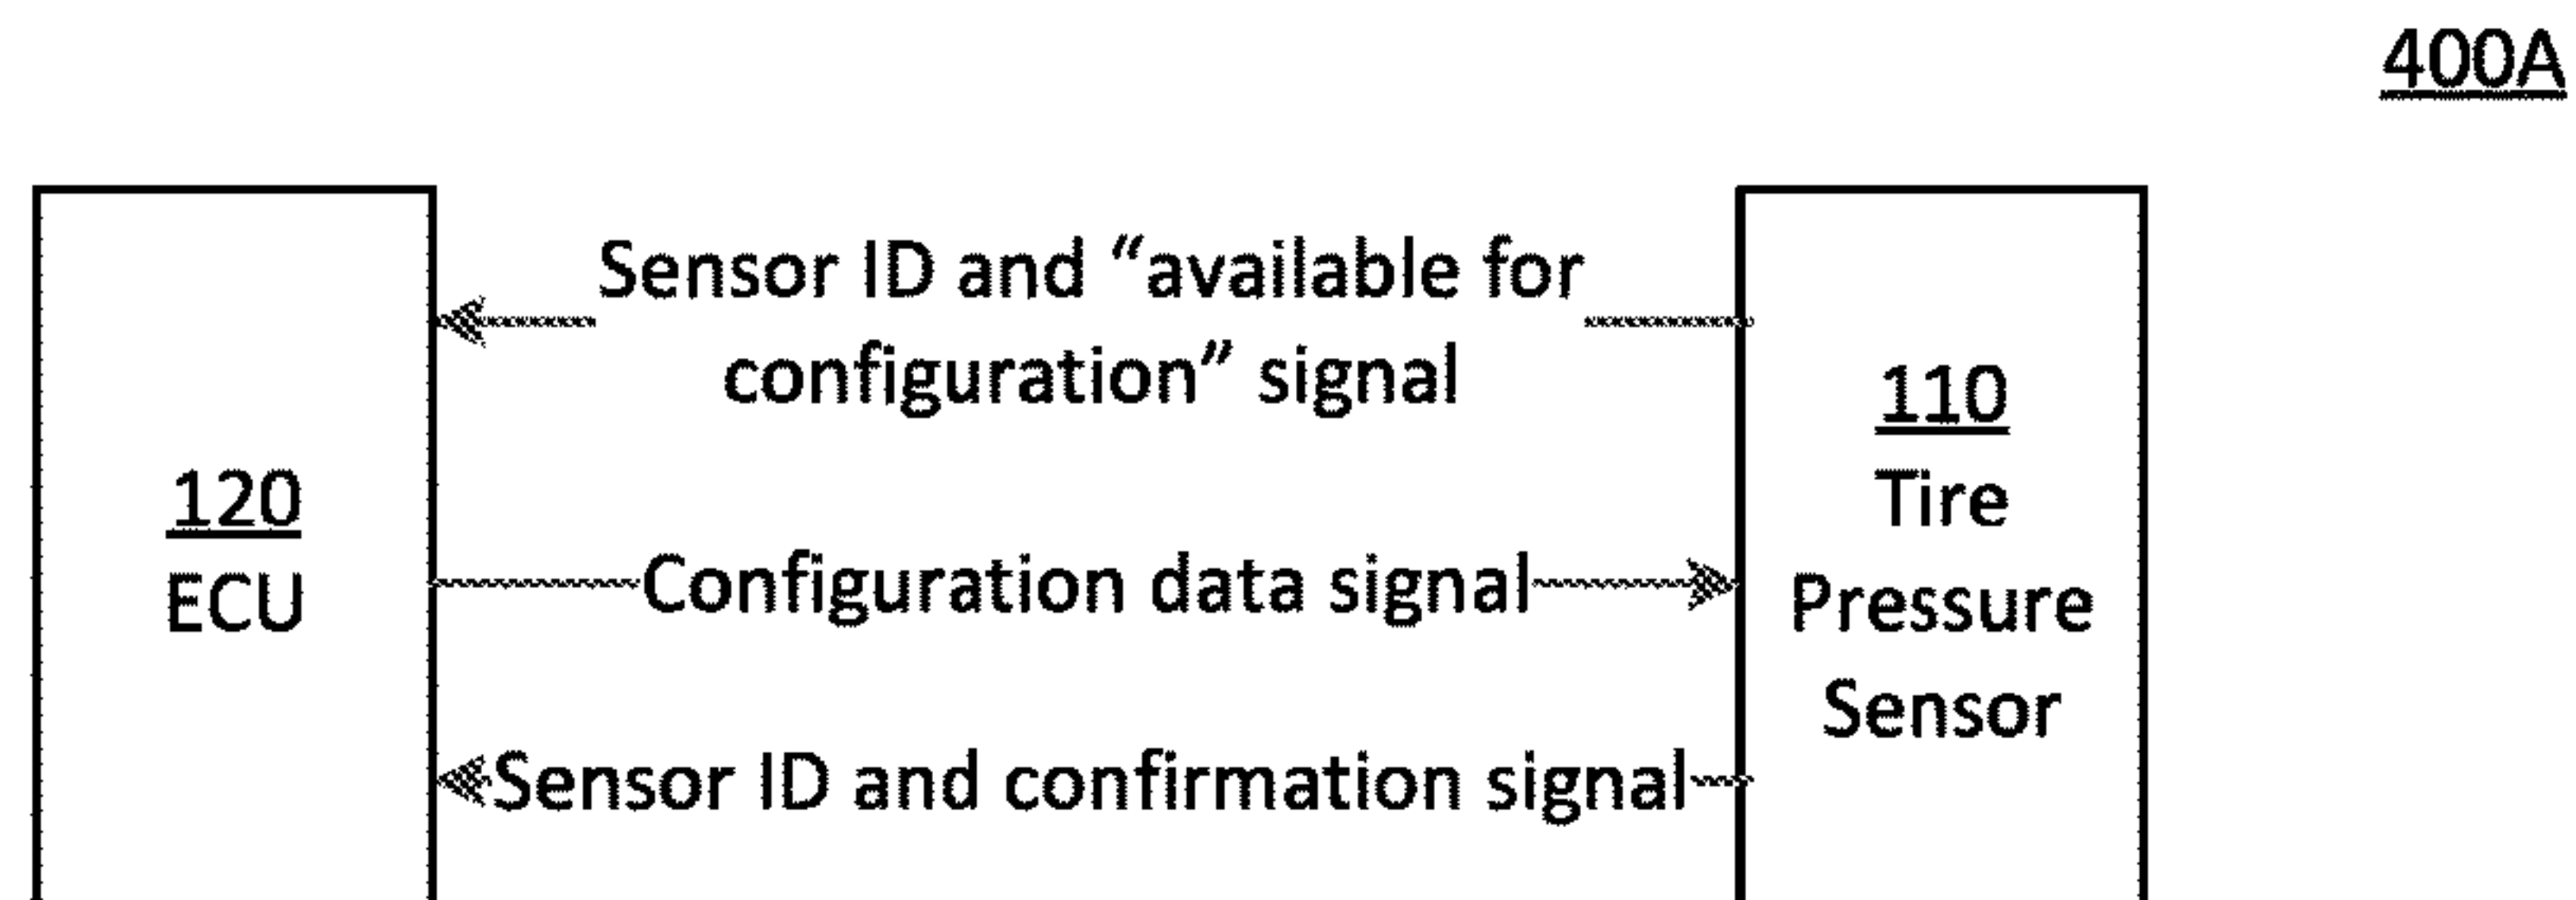 400A
Sensor ID and “available for
configuration” signal
120
ECU
Configuration data signal
Sensor ID and confirmation signal
110
Tire
Pressure
Sensor